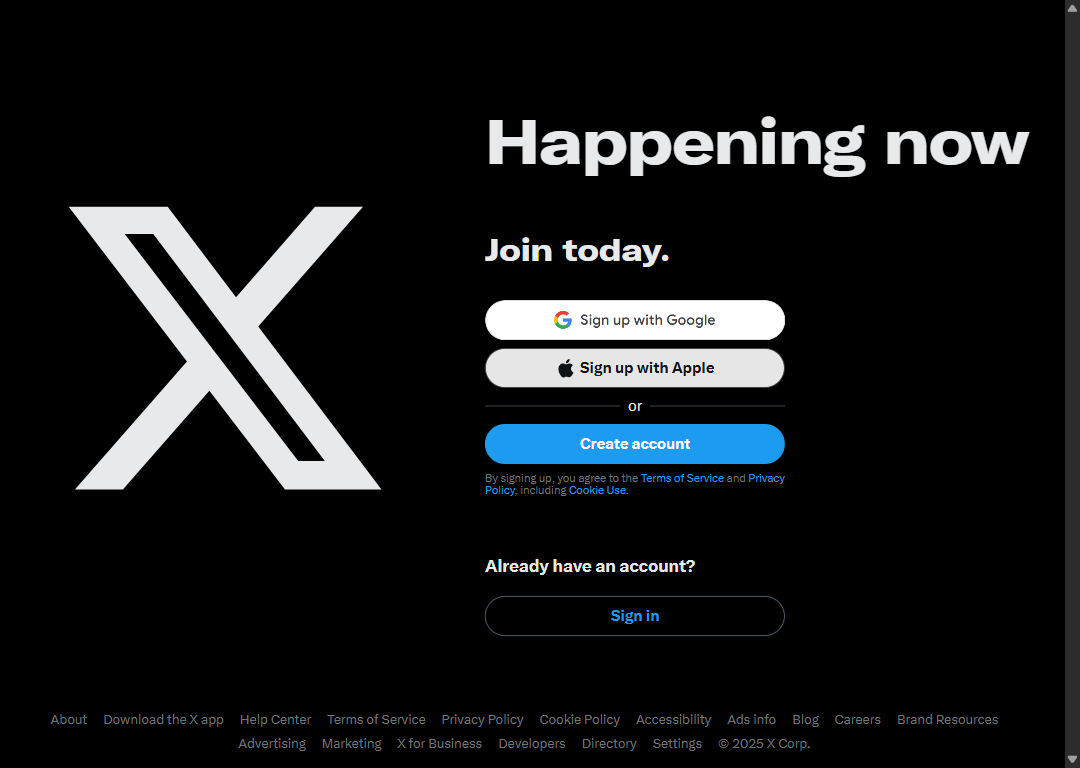 Happening now
Join today.
Sign up with Google
Sign up with Apple
or
Create account
By signing up, you agree to the Terms of Service and Privacy
Policy, including Cookie Use.
Already have an account?
Sign in
About Download the X app Help Center Terms of Service Privacy Policy Cookie Policy Accessibility Ads info Blog Careers Brand Resources
Advertising Marketing X for Business Developers Directory Settings © 2025 X Corp.